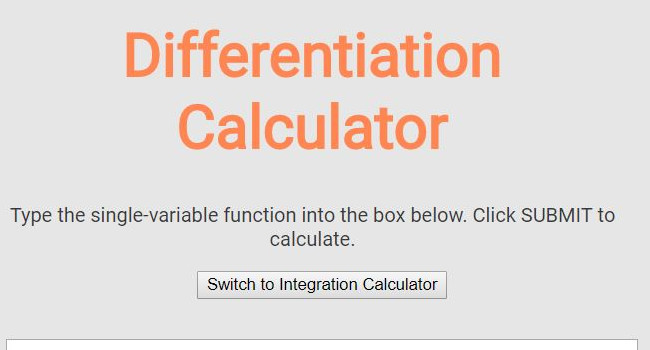 Differentiation
Calculator
Type the single-variable function into the box below. Click SUBMIT to
calculate.
Switch to Integration Calculator